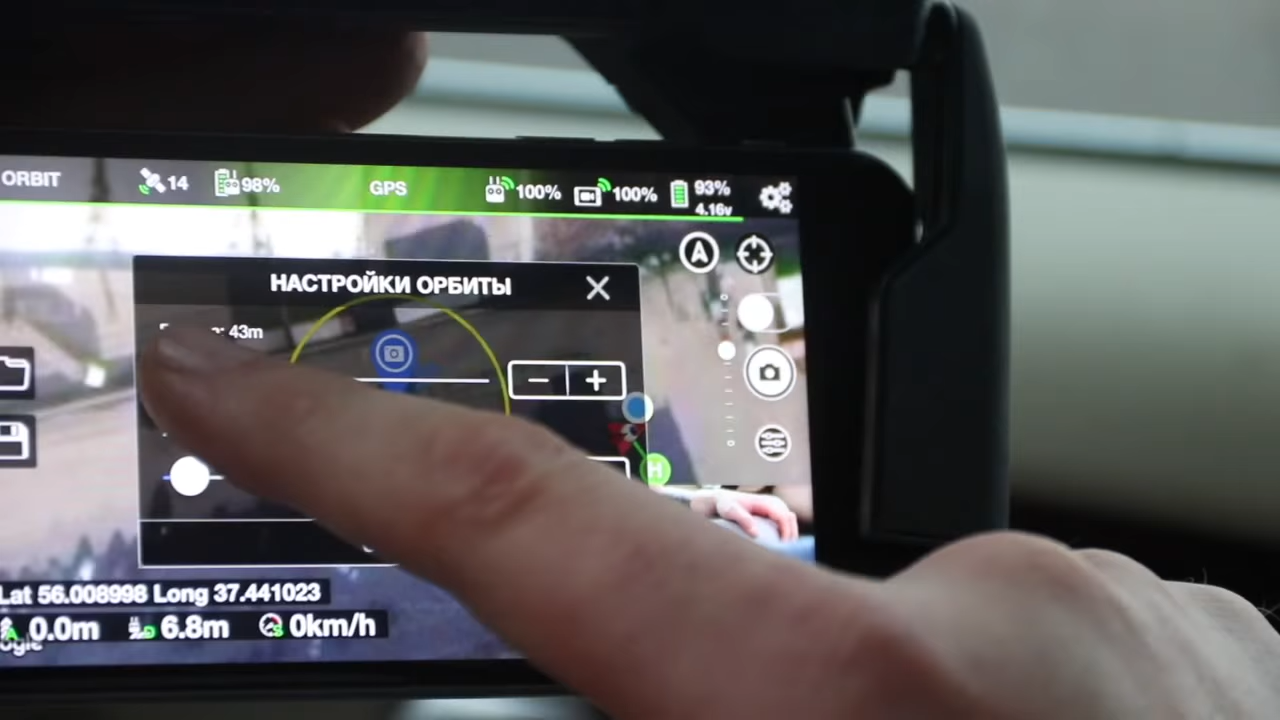 ORBIT 14 98% GPS 100% 100% 93%
4.16v
A
НАСТРОЙКИ ОРБИТЫ
: 43m
− +
H
Lat 56.008998 Long 37.441023
0.0m 6.8m 0km/h